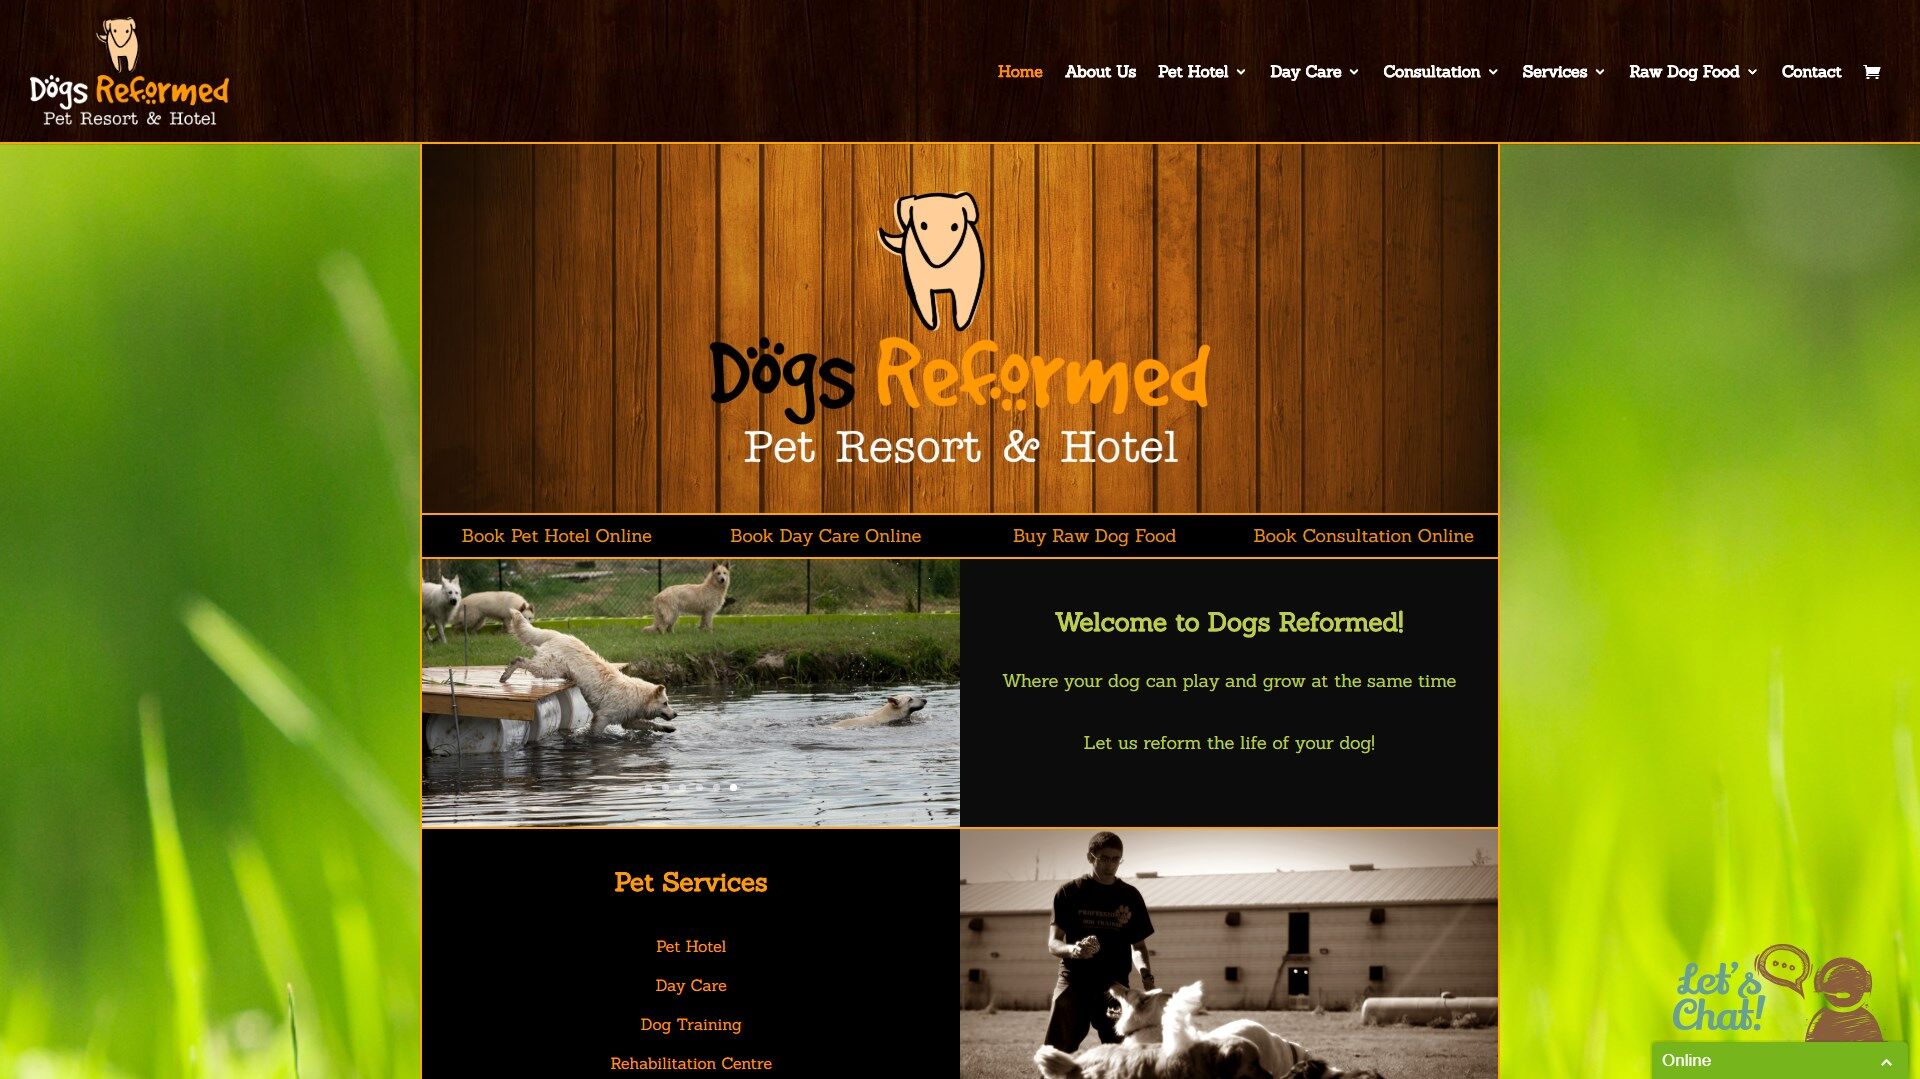 Dogs Reformed
Pet Resort & Hotel
Home About Us Pet Hotel Day Care Consultation Services Raw Dog Food Contact
Dogs Reformed
Pet Resort & Hotel
Book Pet Hotel Online Book Day Care Online Buy Raw Dog Food Book Consultation Online
Welcome to Dogs Reformed!
Where your dog can play and grow at the same time
Let us reform the life of your dog!
Pet Services
Pet Hotel
Day Care
Dog Training
Rehabilitation Centre
PROFESSIONAL
DOG TRAINER
Let's
Chat!
Online